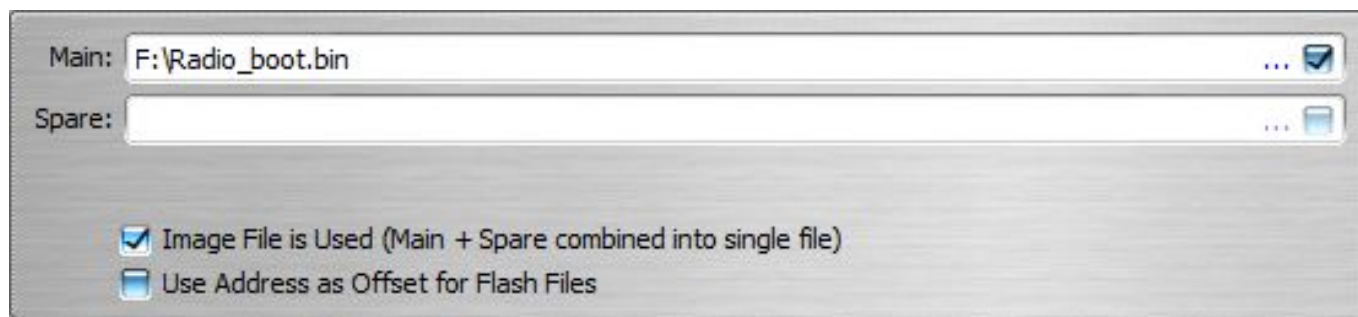 Main: F:\Radio_boot.bin ...
Spare: ...
Image File is Used (Main + Spare combined into single file)
Use Address as Offset for Flash Files